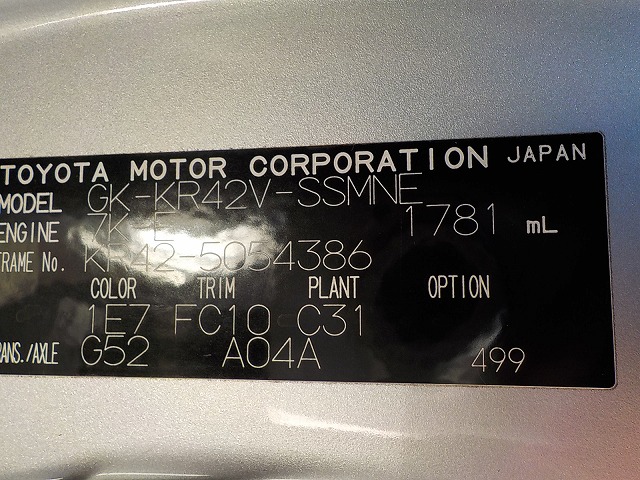 TOYOTA MOTOR CORPORATION JAPAN
MODEL GK-KR42V-SSMNE
ENGINE 7K-E 1781 mL
FRAME No. KR42-5054386
COLOR TRIM PLANT OPTION
1E7 FC10 C31
TRANS./AXLE G52 A04A 499